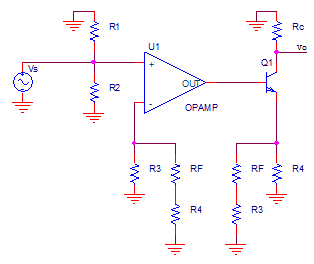 R1
Rc
Vo
U1
Vs
+
Q1
OUT
R2
-
OPAMP
R3
RF
RF
R4
R4
R3